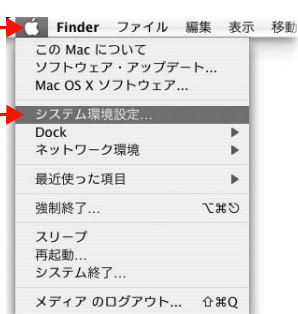 Finder ファイル 編集 表示 移動
この Mac について
ソフトウェア・アップデート...
Mac OS X ソフトウェア...
システム環境設定...
Dock
ネットワーク環境
最近使った項目
強制終了... ⌥⌘⎋
スリープ
再起動...
システム終了...
メディア のログアウト... ⇧⌘Q